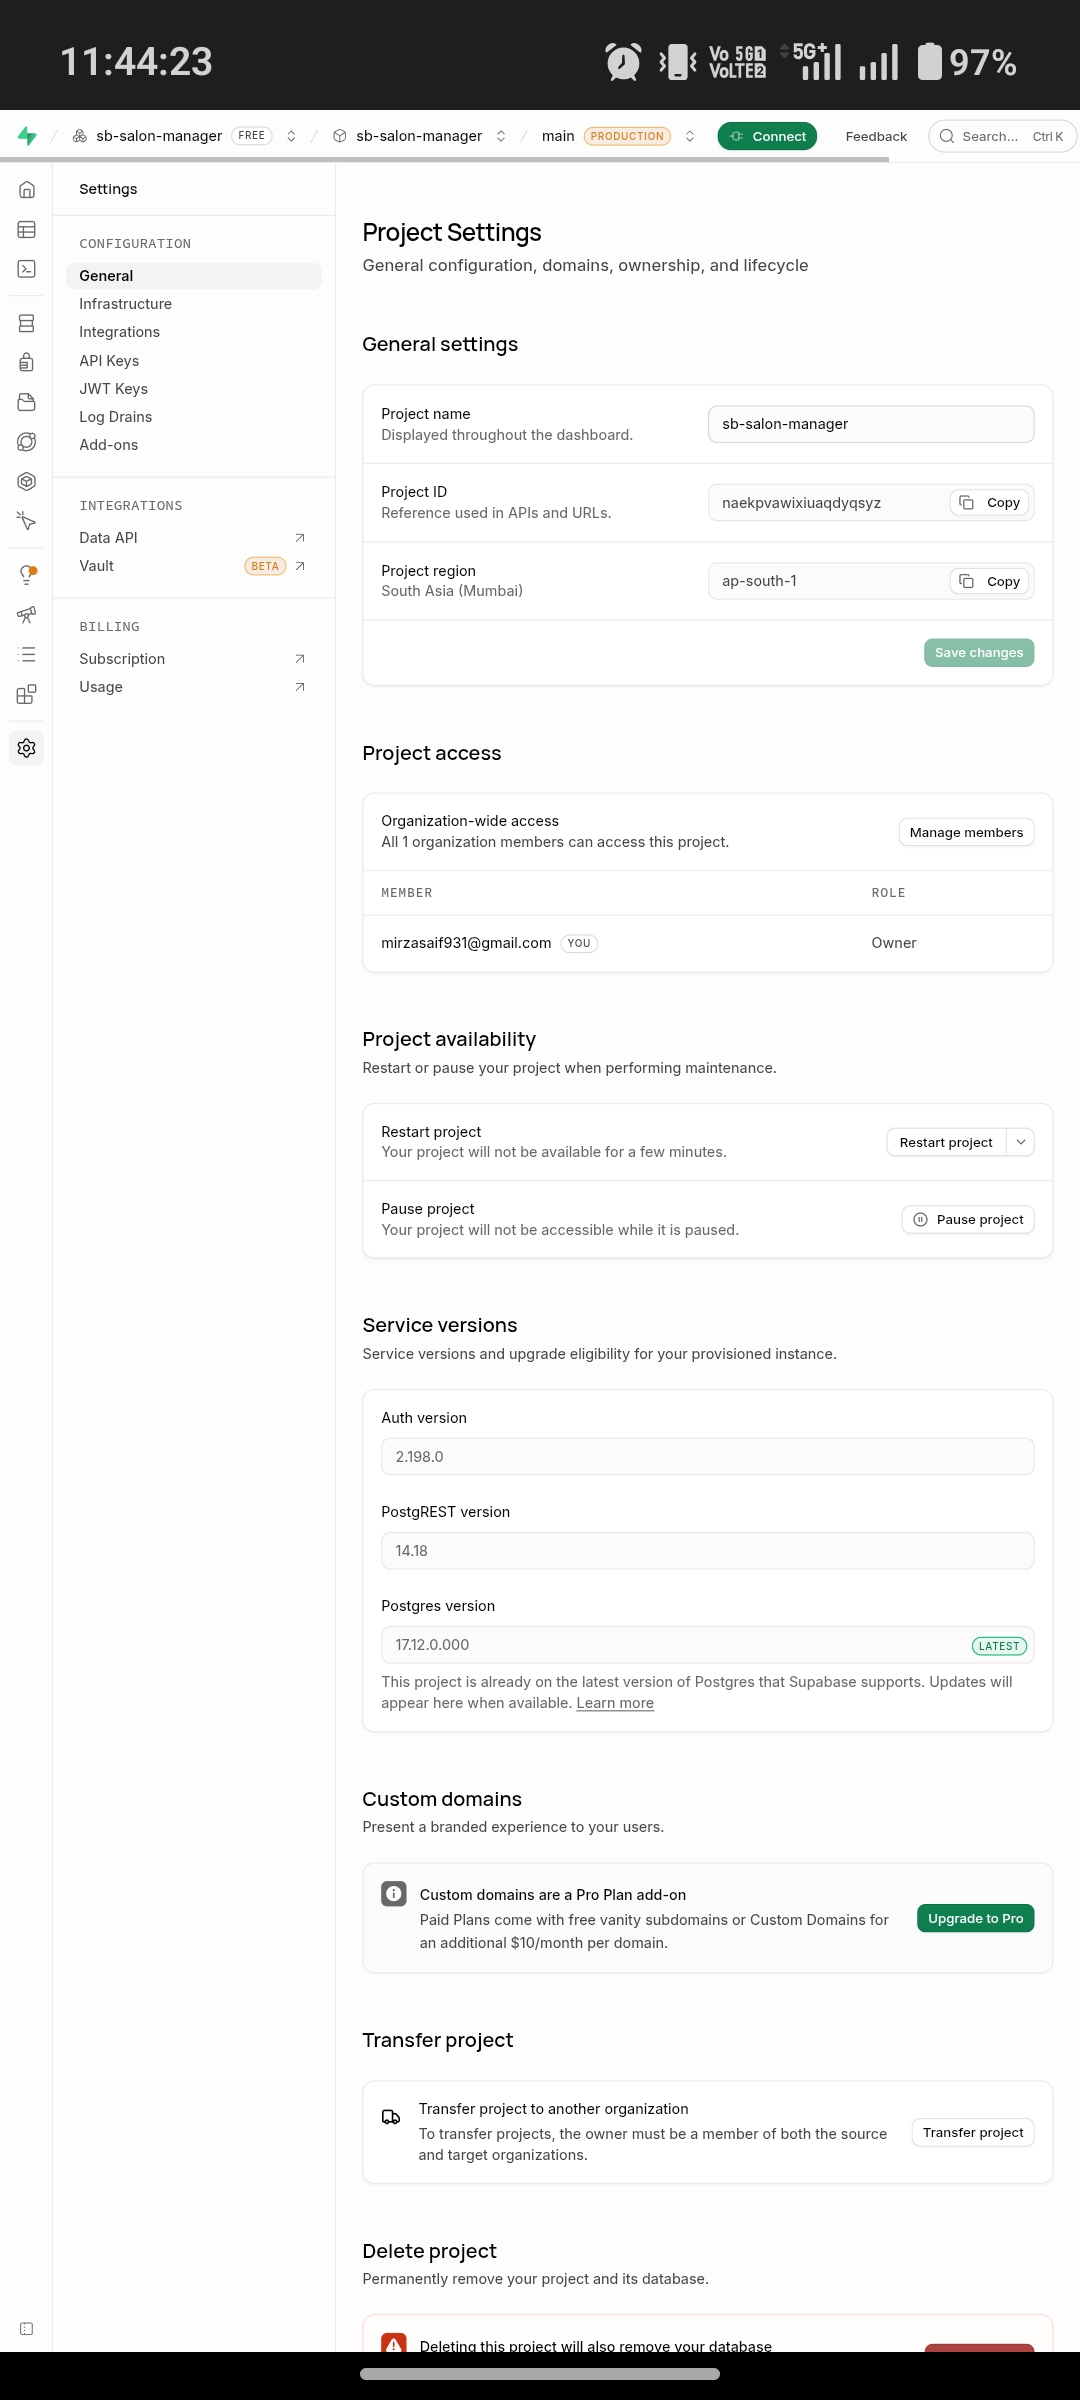 11:44:23
Vo 5G 1
VoLTE 2
5G+
97%
sb-salon-manager FREE
sb-salon-manager
main PRODUCTION
Connect
Feedback
Search... Ctrl K
Settings
CONFIGURATION
General
Infrastructure
Integrations
API Keys
JWT Keys
Log Drains
Add-ons
INTEGRATIONS
Data API
Vault BETA
BILLING
Subscription
Usage
Project Settings
General configuration, domains, ownership, and lifecycle
General settings
Project name
Displayed throughout the dashboard.
sb-salon-manager
Project ID
Reference used in APIs and URLs.
naekpvawixiuaqdyqsyz Copy
Project region
South Asia (Mumbai)
ap-south-1 Copy
Save changes
Project access
Organization-wide access
All 1 organization members can access this project.
Manage members
MEMBER ROLE
mirzasaif931@gmail.com YOU Owner
Project availability
Restart or pause your project when performing maintenance.
Restart project
Your project will not be available for a few minutes.
Restart project
Pause project
Your project will not be accessible while it is paused.
Pause project
Service versions
Service versions and upgrade eligibility for your provisioned instance.
Auth version
2.198.0
PostgREST version
14.18
Postgres version
17.12.0.000 LATEST
This project is already on the latest version of Postgres that Supabase supports. Updates will
appear here when available. Learn more
Custom domains
Present a branded experience to your users.
Custom domains are a Pro Plan add-on
Paid Plans come with free vanity subdomains or Custom Domains for
an additional $10/month per domain.
Upgrade to Pro
Transfer project
Transfer project to another organization
To transfer projects, the owner must be a member of both the source
and target organizations.
Transfer project
Delete project
Permanently remove your project and its database.
Deleting this project will also remove your database